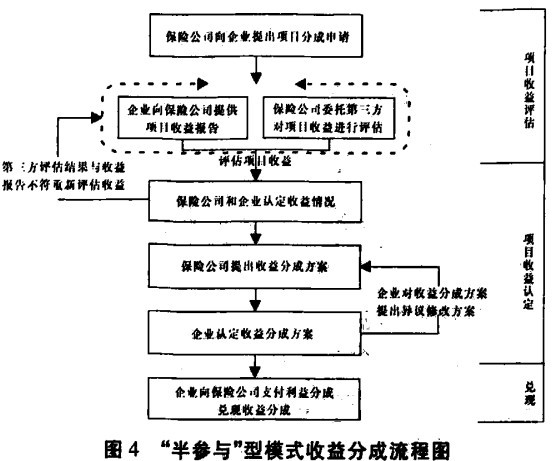 保险公司向企业提出项目分成申请
企业向保险公司提供
项目收益报告
保险公司委托第三方
对项目收益进行评估
评估项目收益
第三方评估结果与收益
报告不符重新评估收益
保险公司和企业认定收益情况
保险公司提出收益分成方案
企业对收益分成方案
提出异议修改方案
企业认定收益分成方案
企业向保险公司支付利益分成
兑现收益分成
项目收益评估
项目收益认定
兑现
图4 “半参与”型模式收益分成流程图